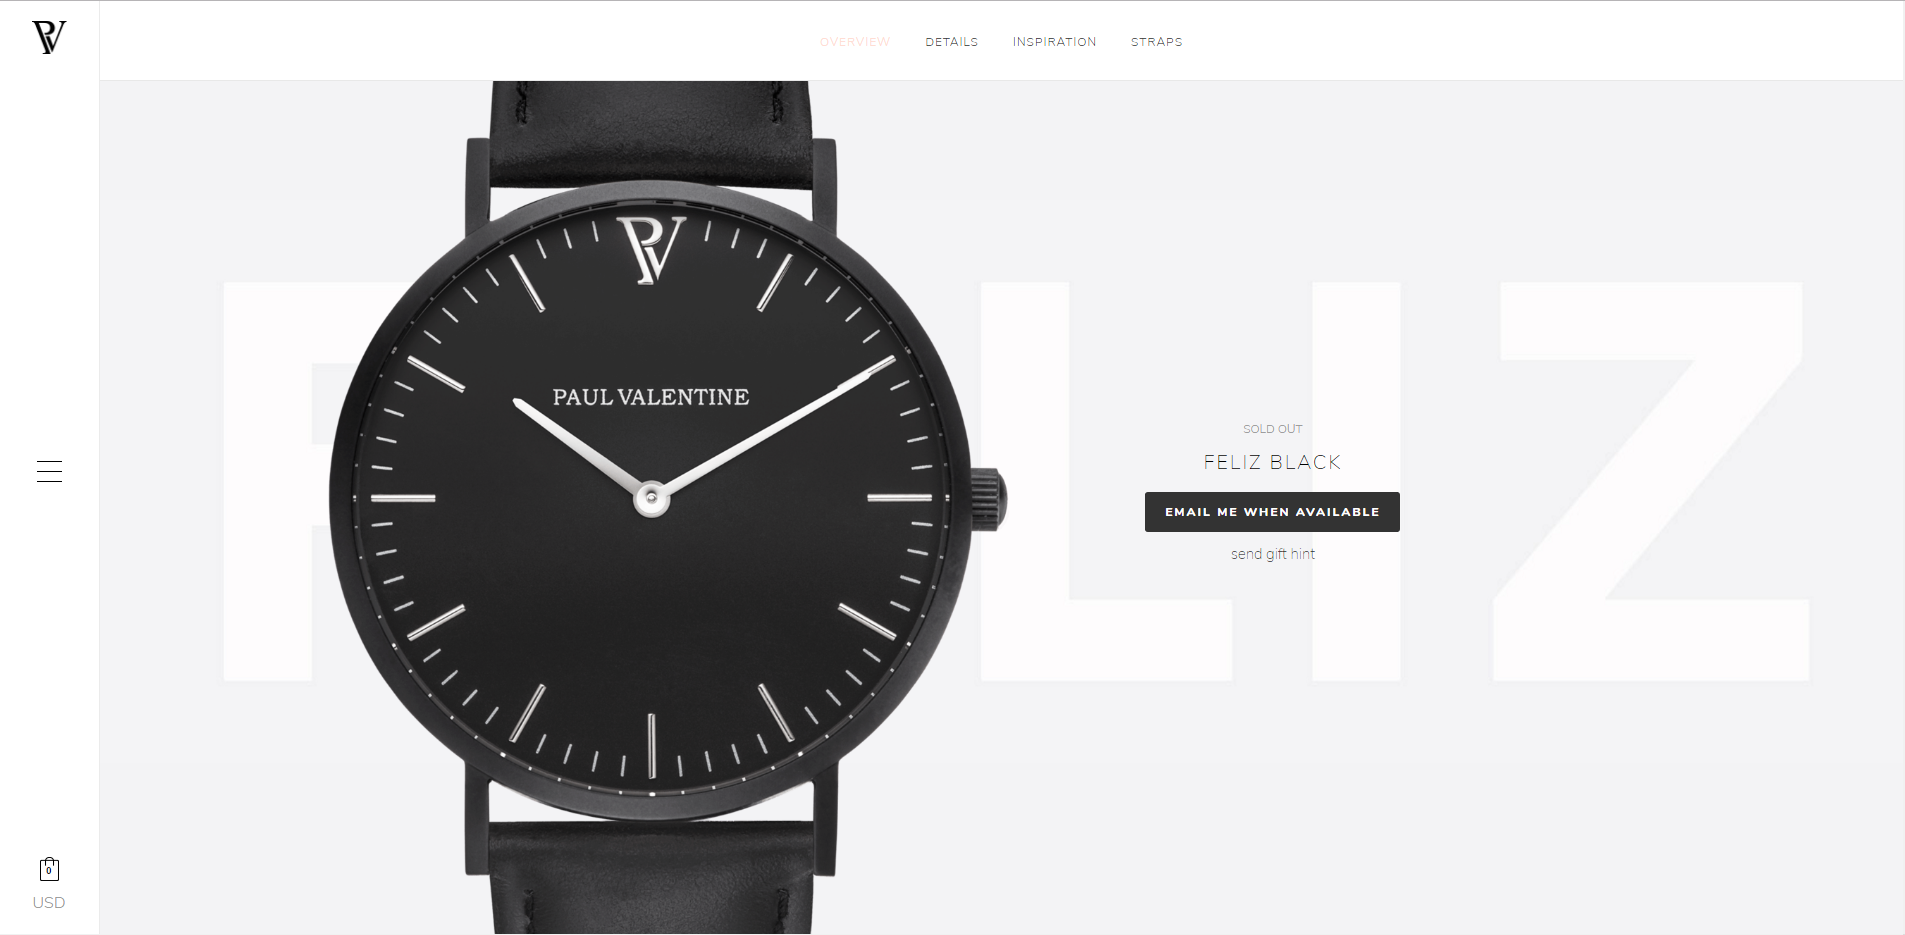 PV
OVERVIEW DETAILS INSPIRATION STRAPS
PV
PAUL VALENTINE
F LIZ
SOLD OUT
FELIZ BLACK
EMAIL ME WHEN AVAILABLE
send gift hint
0
USD